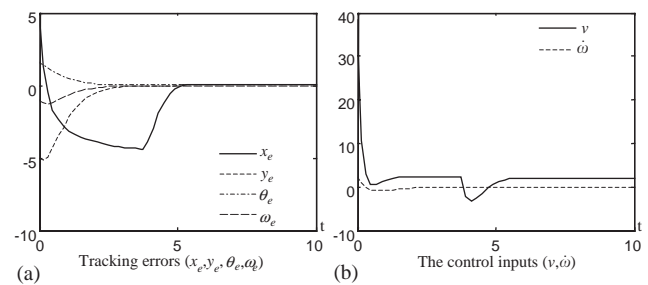 5
0
-5
-10
0
5
10
t
x_e
y_e
θ_e
ω_e
Tracking errors (x_e,y_e,θ_e,ω_e)
(a)
40
30
20
10
0
-10
0
5
10
t
v
ω̇
The control inputs (v,ω̇)
(b)